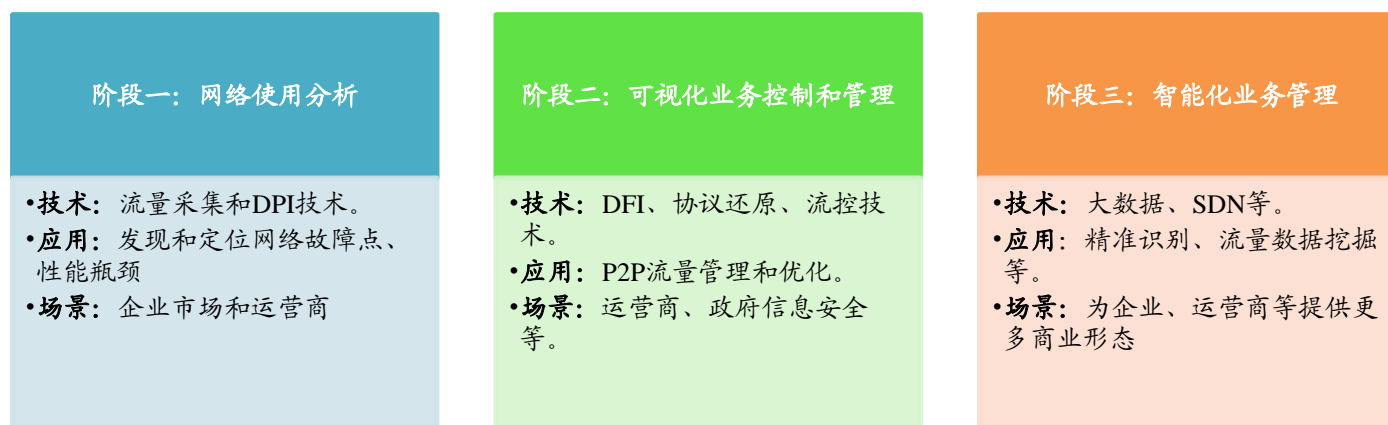 阶段一：网络使用分析
•技术：流量采集和DPI技术。
•应用：发现和定位网络故障点、
性能瓶颈
•场景：企业市场和运营商
阶段二：可视化业务控制和管理
•技术：DFI、协议还原、流控技
术。
•应用：P2P流量管理和优化。
•场景：运营商、政府信息安全
等。
阶段三：智能化业务管理
•技术：大数据、SDN等。
•应用：精准识别、流量数据挖掘
等。
•场景：为企业、运营商等提供更
多商业形态